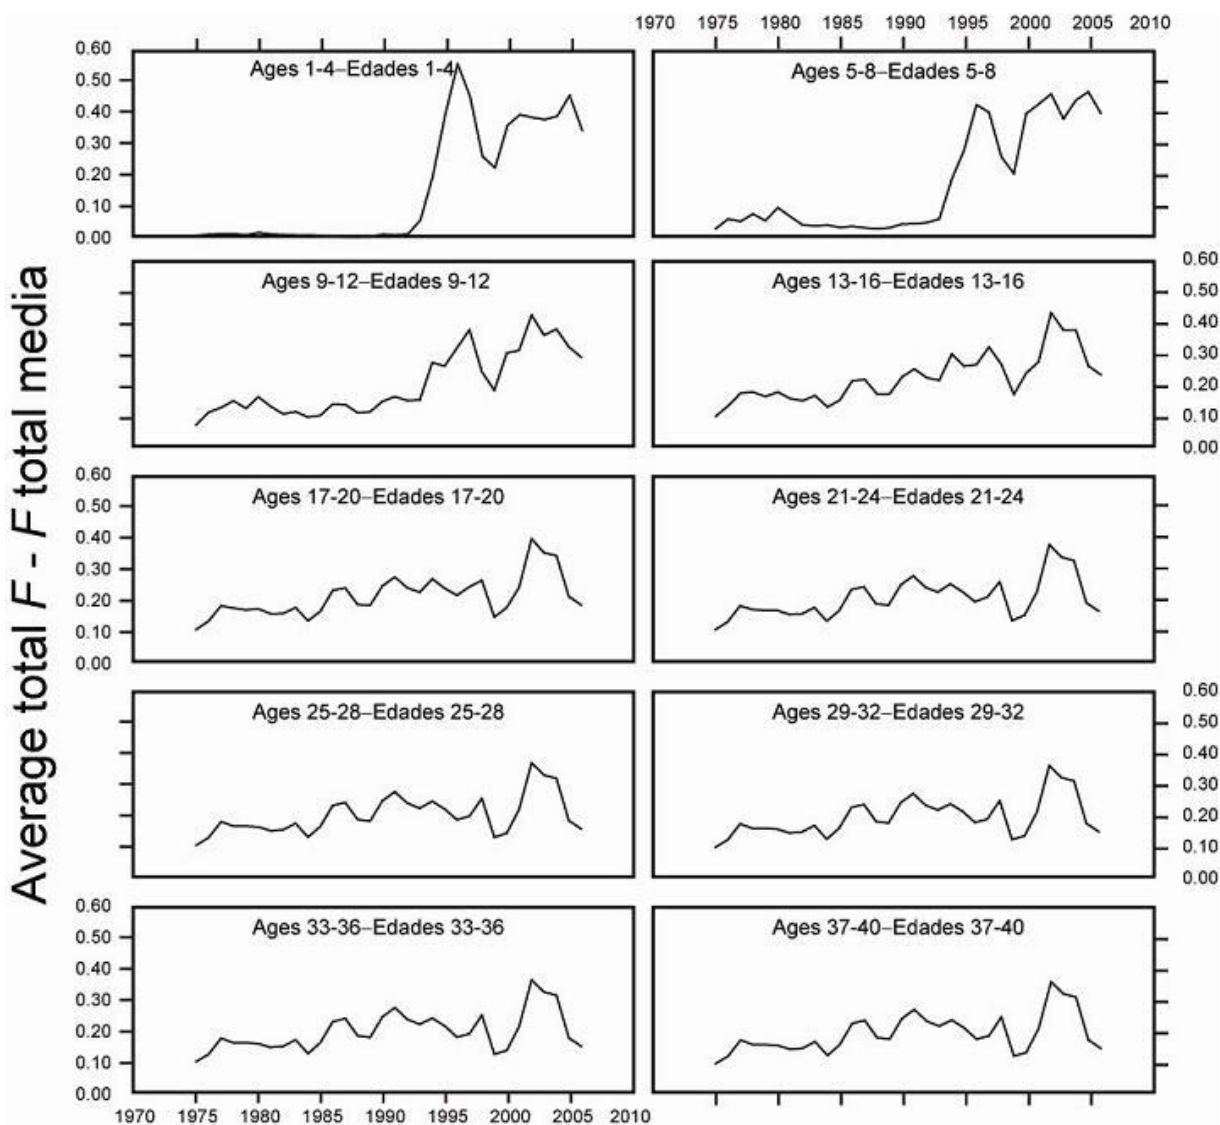 1970 1975 1980 1985 1990 1995 2000 2005 2010
Average total F - F total media
0.60
0.50
0.40
0.30
0.20
0.10
0.00
Ages 1-4–Edades 1-4
Ages 5-8–Edades 5-8
Ages 9-12–Edades 9-12
Ages 13-16–Edades 13-16
0.60
0.50
0.40
0.30
0.20
0.10
0.00
0.60
0.50
0.40
0.30
0.20
0.10
0.00
Ages 17-20–Edades 17-20
Ages 21-24–Edades 21-24
Ages 25-28–Edades 25-28
Ages 29-32–Edades 29-32
0.60
0.50
0.40
0.30
0.20
0.10
0.00
0.60
0.50
0.40
0.30
0.20
0.10
0.00
Ages 33-36–Edades 33-36
Ages 37-40–Edades 37-40
1970 1975 1980 1985 1990 1995 2000 2005 2010